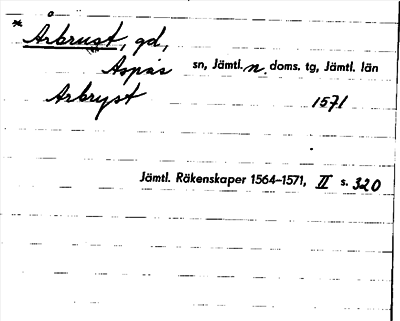 * Årbrust, gd,
Aspås sn, Jämtl. n. doms. tg, Jämtl. län
Arbryst 1571
Jämtl. Räkenskaper 1564-1571, II s. 320